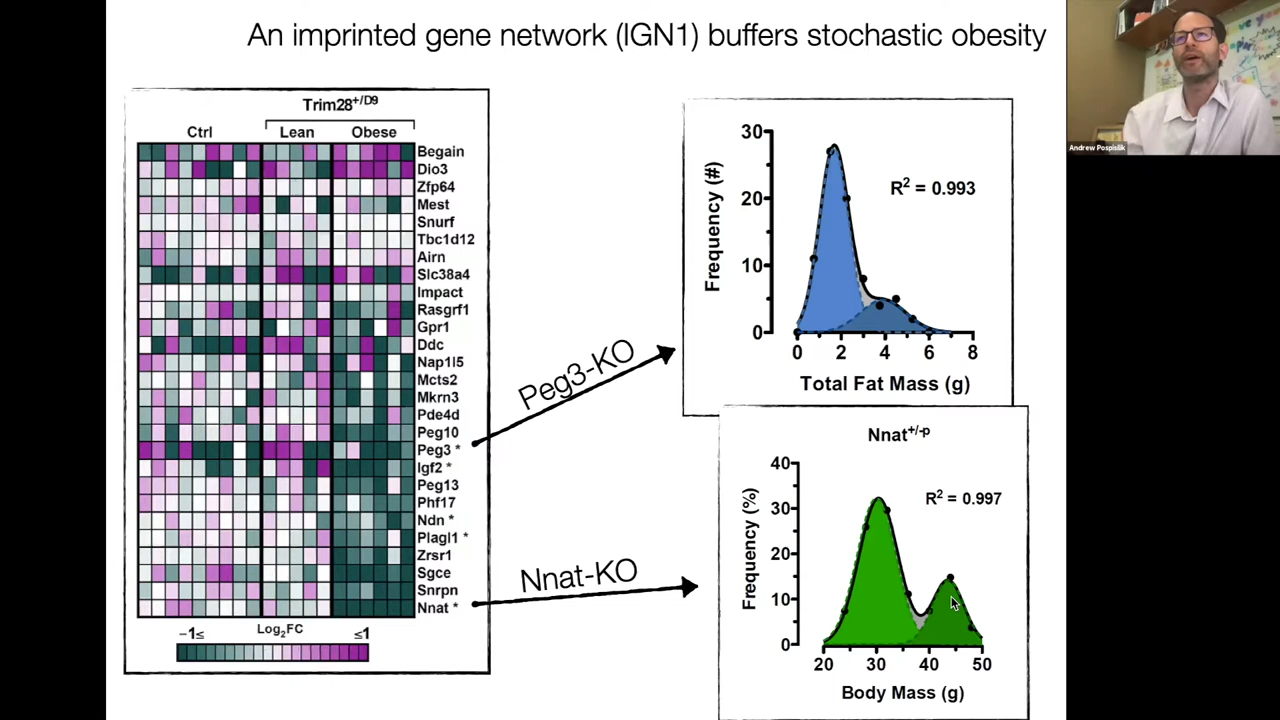 An imprinted gene network (IGN1) buffers stochastic obesity
Trim28+/D9
Ctrl
Lean
Obese
Begain
Dio3
Zfp64
Mest
Snurf
Tbc1d12
Airn
Slc38a4
Impact
Rasgrf1
Gpr1
Ddc
Nap1l5
Mcts2
Mkrn3
Pde4d
Peg10
Peg3 *
Igf2 *
Peg13
Phf17
Ndn *
Plagl1 *
Zrsr1
Sgce
Snrpn
Nnat *
−1≤
Log2FC
≤1
Peg3-KO
Nnat-KO
Frequency (#)
30
20
10
0
R2 = 0.993
0 2 4 6 8
Total Fat Mass (g)
Nnat+/-p
Frequency (%)
40
30
20
10
0
R2 = 0.997
20 30 40 50
Body Mass (g)
Andrew Pospisilik